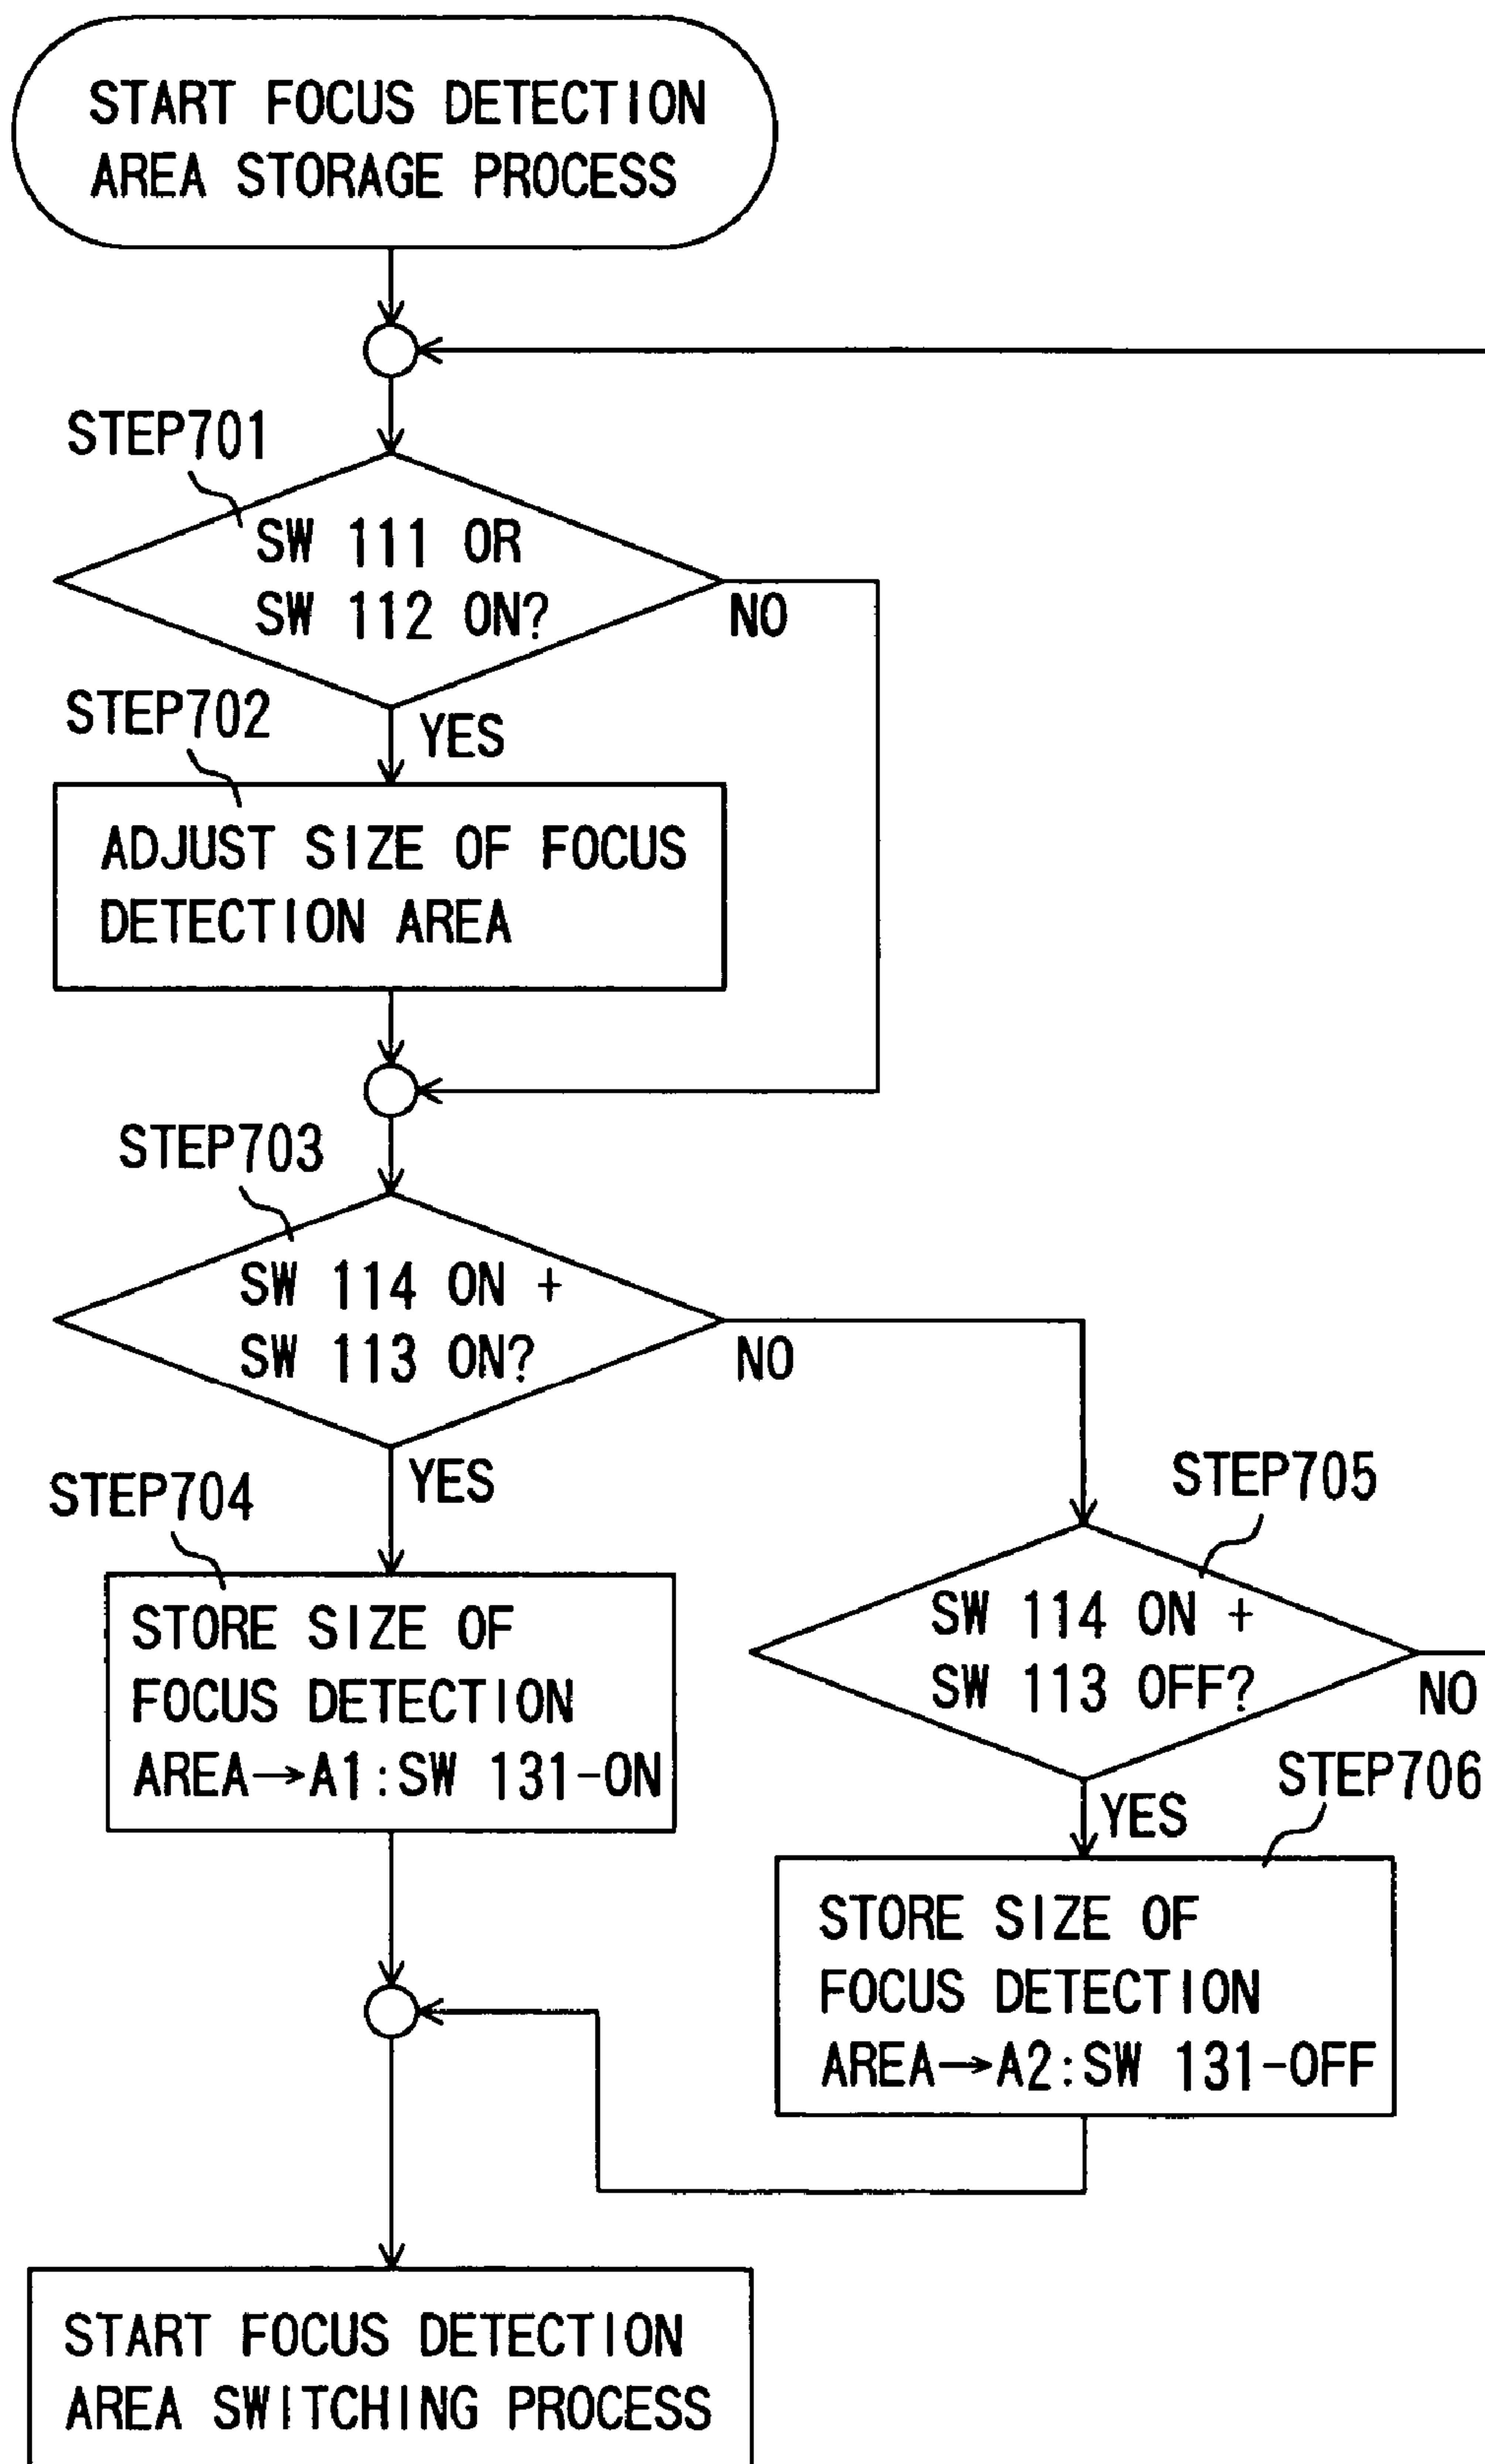 START FOCUS DETECTION
AREA STORAGE PROCESS
STEP701
SW 111 OR
SW 112 ON?
NO
STEP702
YES
ADJUST SIZE OF FOCUS
DETECTION AREA
STEP703
SW 114 ON +
SW 113 ON?
NO
STEP704
YES
STORE SIZE OF
FOCUS DETECTION
AREA→A1:SW 131-ON
STEP705
SW 114 ON +
SW 113 OFF?
NO
STEP706
YES
STORE SIZE OF
FOCUS DETECTION
AREA→A2:SW 131-OFF
START FOCUS DETECTION
AREA SWITCHING PROCESS